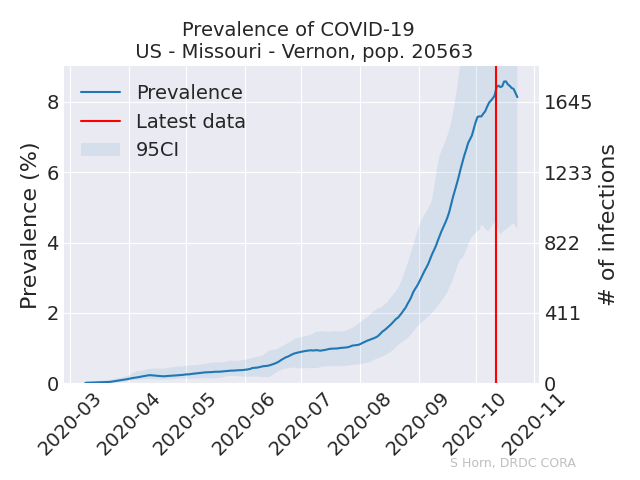 Prevalence of COVID-19
US - Missouri - Vernon, pop. 20563
Prevalence
Latest data
95CI
Prevalence (%)
8
6
4
2
0
1645
1233
822
411
0
# of infections
2020-03
2020-04
2020-05
2020-06
2020-07
2020-08
2020-09
2020-10
2020-11
S Horn, DRDC CORA